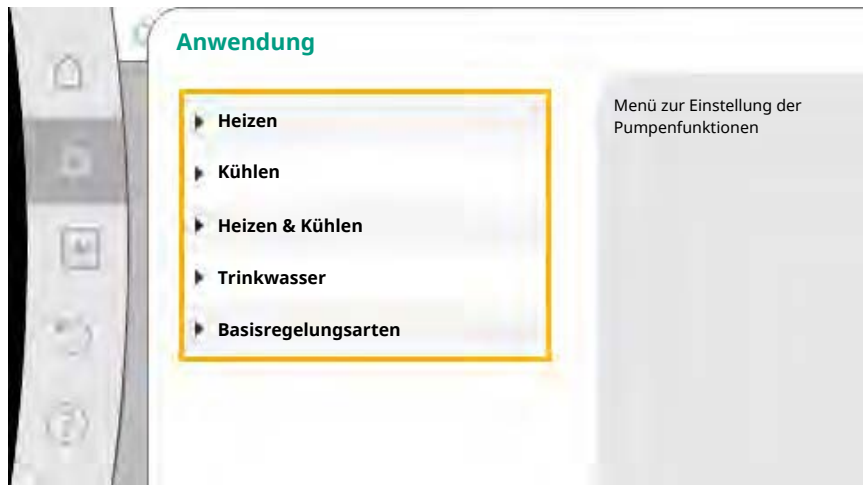 Anwendung
Heizen
Kühlen
Heizen & Kühlen
Trinkwasser
Basisregelungsarten
Menü zur Einstellung der
Pumpenfunktionen